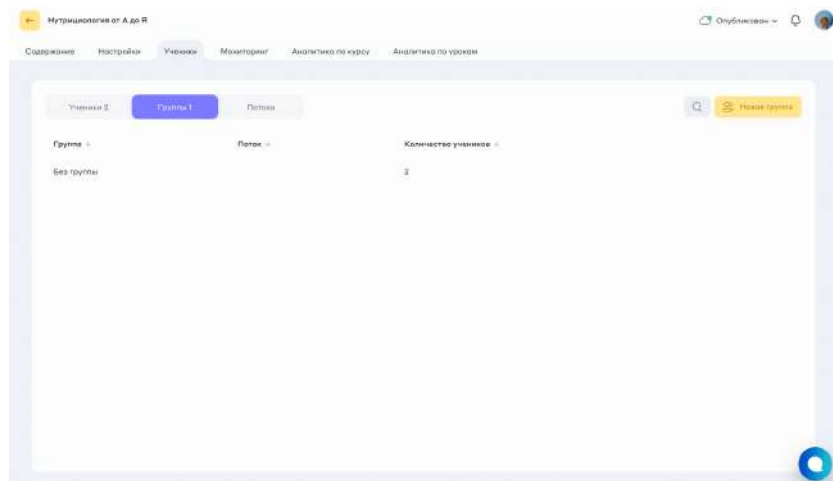 Нутрициология от А до Я
Опубликован
Содержание Настройки Ученики Мониторинг Аналитика по курсу Аналитика по урокам
Ученики 2 Группы 1 Потоки Новая группа
Группа Поток Количество учеников
Без группы 2